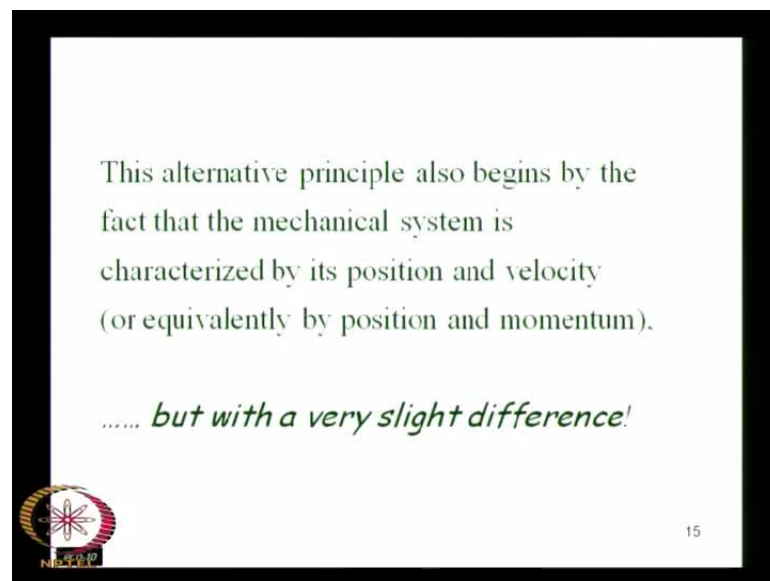 This alternative principle also begins by the
fact that the mechanical system is
characterized by its position and velocity
(or equivalently by position and momentum).
...... but with a very slight difference!
15
NPTEL